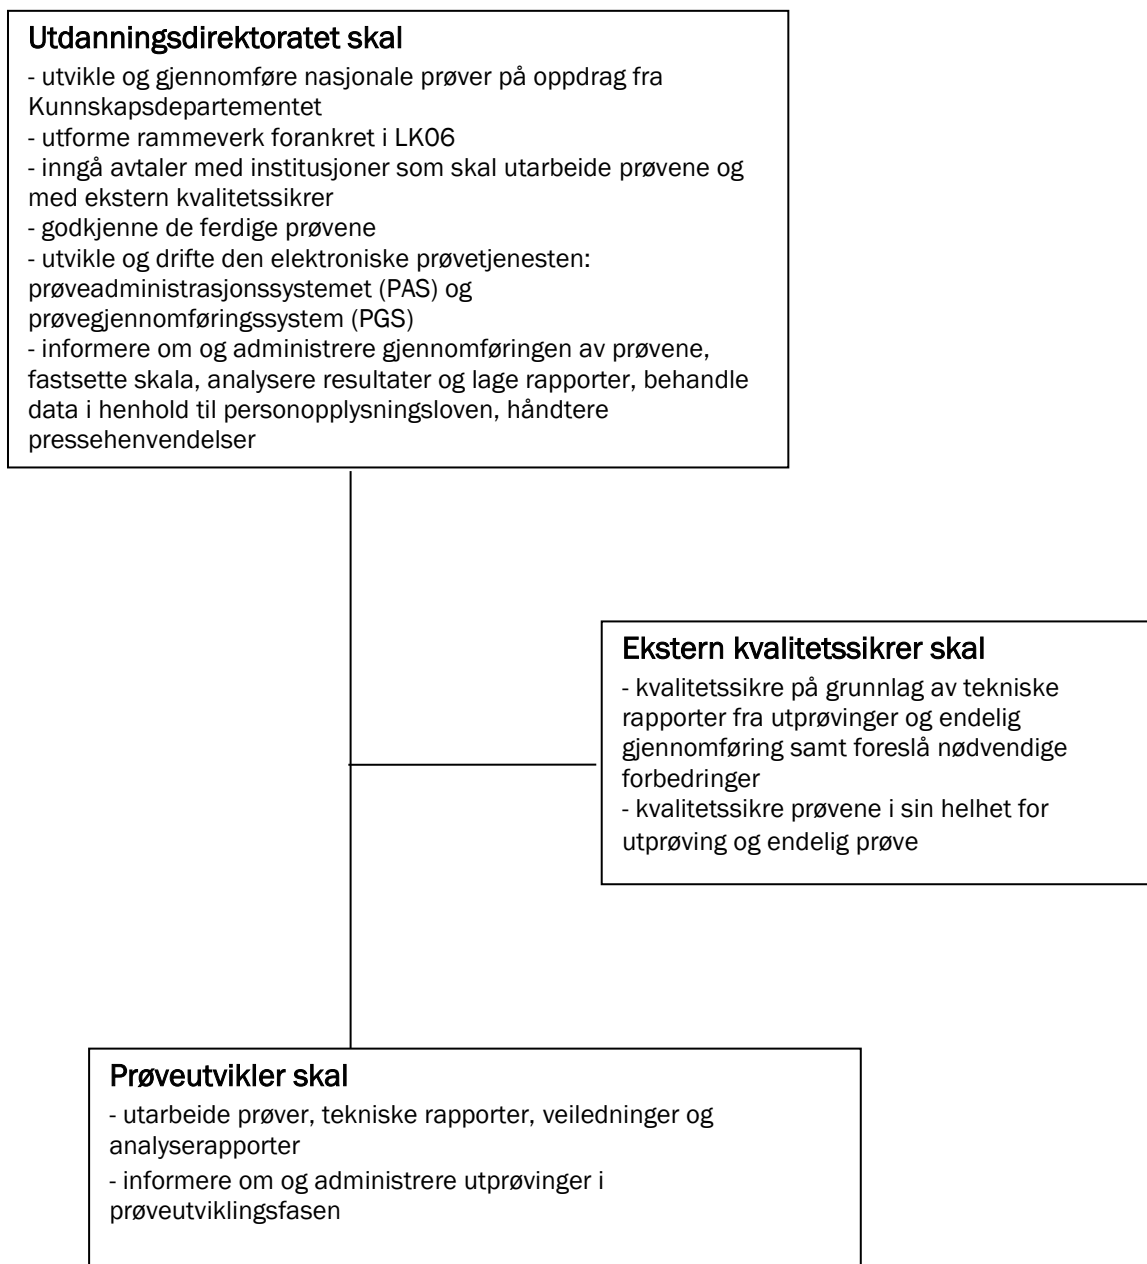 Utdanningsdirektoratet skal
- utvikle og gjennomføre nasjonale prøver på oppdrag fra
Kunnskapsdepartementet
- utforme rammeverk forankret i LK06
- inngå avtaler med institusjoner som skal utarbeide prøvene og
med ekstern kvalitetssikrer
- godkjenne de ferdige prøvene
- utvikle og drifte den elektroniske prøvetjenesten:
prøveadministrasjonssystemet (PAS) og
prøvegjennomføringssystem (PGS)
- informere om og administrere gjennomføringen av prøvene,
fastsette skala, analysere resultater og lage rapporter, behandle
data i henhold til personopplysningsloven, håndtere
pressehenvendelser
Ekstern kvalitetssikrer skal
- kvalitetssikre på grunnlag av tekniske
rapporter fra utprøvinger og endelig
gjennomføring samt foreslå nødvendige
forbedringer
- kvalitetssikre prøvene i sin helhet for
utprøving og endelig prøve
Prøveutvikler skal
- utarbeide prøver, tekniske rapporter, veiledninger og
analyserapporter
- informere om og administrere utprøvinger i
prøveutviklingsfasen